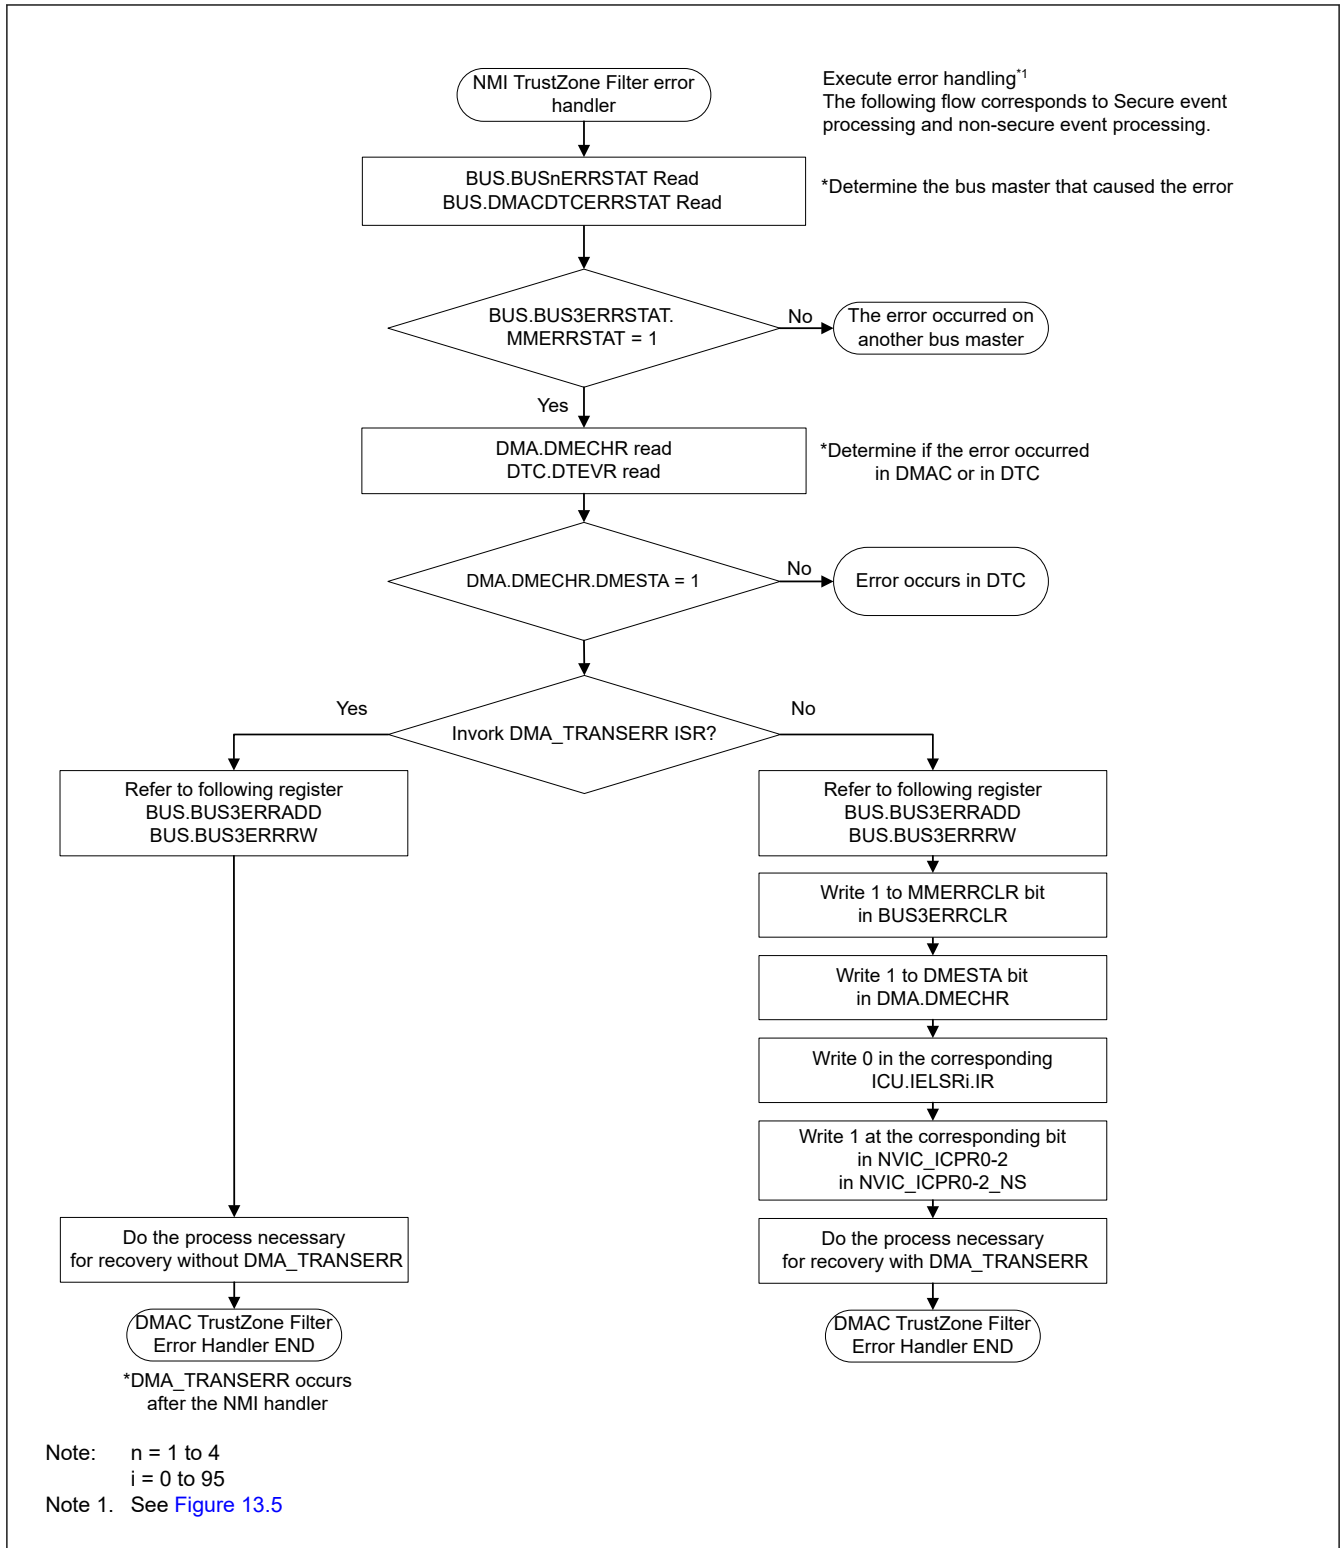 NMI TrustZone Filter error
handler
Execute error handling*1
The following flow corresponds to Secure event
processing and non-secure event processing.
BUS.BUSnERRSTAT Read
BUS.DMACDTCERRSTAT Read
*Determine the bus master that caused the error
BUS.BUS3ERRSTAT.
MMERRSTAT = 1
No
The error occurred on
another bus master
Yes
DMA.DMECHR read
DTC.DTEVR read
*Determine if the error occurred
in DMAC or in DTC
DMA.DMECHR.DMESTA = 1
No
Error occurs in DTC
Invork DMA_TRANSERR ISR?
Yes
No
Refer to following register
BUS.BUS3ERRADD
BUS.BUS3ERRRW
Do the process necessary
for recovery without DMA_TRANSERR
DMAC TrustZone Filter
Error Handler END
*DMA_TRANSERR occurs
after the NMI handler
Refer to following register
BUS.BUS3ERRADD
BUS.BUS3ERRRW
Write 1 to MMERRCLR bit
in BUS3ERRCLR
Write 1 to DMESTA bit
in DMA.DMECHR
Write 0 in the corresponding
ICU.IELSRi.IR
Write 1 at the corresponding bit
in NVIC_ICPR0-2
in NVIC_ICPR0-2_NS
Do the process necessary
for recovery with DMA_TRANSERR
DMAC TrustZone Filter
Error Handler END
Note: n = 1 to 4
i = 0 to 95
Note 1. See Figure 13.5